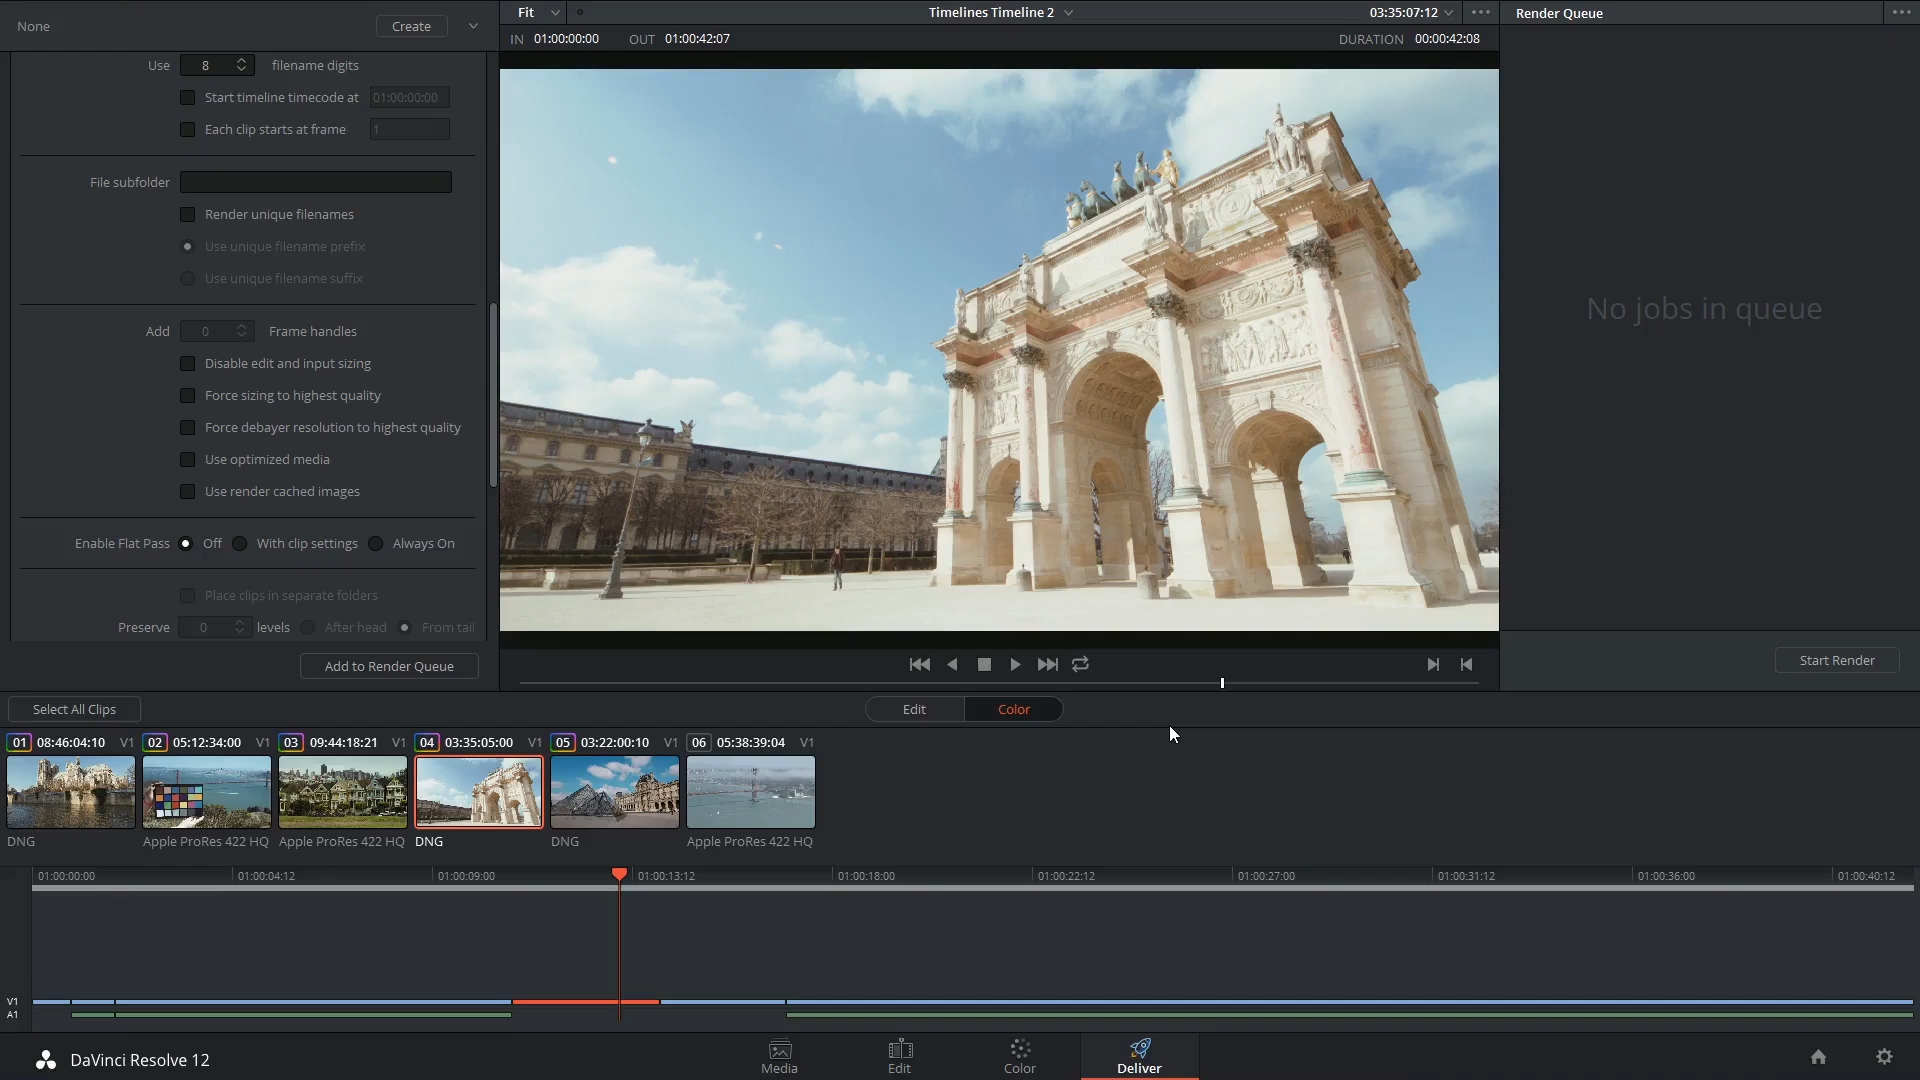 None
Create
Fit
Timelines Timeline 2
03:35:07:12
Render Queue
IN 01:00:00:00 OUT 01:00:42:07
DURATION 00:00:42:08
Use 8 filename digits
Start timeline timecode at 01:00:00:00
Each clip starts at frame 1
File subfolder
Render unique filenames
Use unique filename prefix
Use unique filename suffix
Add 0 Frame handles
Disable edit and input sizing
Force sizing to highest quality
Force debayer resolution to highest quality
Use optimized media
Use render cached images
Enable Flat Pass Off With clip settings Always On
Place clips in separate folders
Preserve 0 levels After head From tail
Add to Render Queue
No jobs in queue
Start Render
Select All Clips
Edit
Color
01 08:46:04:10 V1
02 05:12:34:00 V1
03 09:44:18:21 V1
04 03:35:05:00 V1
05 03:22:00:10 V1
06 05:38:39:04 V1
DNG
Apple ProRes 422 HQ
Apple ProRes 422 HQ
DNG
DNG
Apple ProRes 422 HQ
01:00:00:00
01:00:04:12
01:00:09:00
01:00:13:12
01:00:18:00
01:00:22:12
01:00:27:00
01:00:31:12
01:00:36:00
01:00:40:12
V1
A1
DaVinci Resolve 12
Media
Edit
Color
Deliver